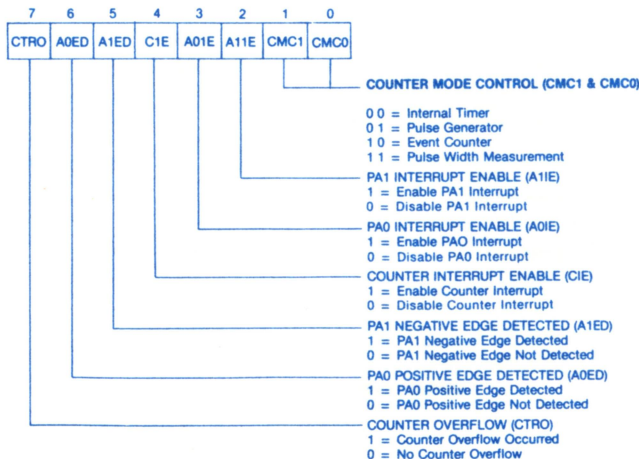 7 6 5 4 3 2 1 0
CTRO A0ED A1ED C1E A01E A11E CMC1 CMC0
COUNTER MODE CONTROL (CMC1 & CMC0)
0 0 = Internal Timer
0 1 = Pulse Generator
1 0 = Event Counter
1 1 = Pulse Width Measurement
PA1 INTERRUPT ENABLE (A1IE)
1 = Enable PA1 Interrupt
0 = Disable PA1 Interrupt
PA0 INTERRUPT ENABLE (A0IE)
1 = Enable PAO Interrupt
0 = Disable PA0 Interrupt
COUNTER INTERRUPT ENABLE (CIE)
1 = Enable Counter Interrupt
0 = Disable Counter Interrupt
PA1 NEGATIVE EDGE DETECTED (A1ED)
1 = PA1 Negative Edge Detected
0 = PA1 Negative Edge Not Detected
PA0 POSITIVE EDGE DETECTED (A0ED)
1 = PA0 Positive Edge Detected
0 = PA0 Positive Edge Not Detected
COUNTER OVERFLOW (CTRO)
1 = Counter Overflow Occurred
0 = No Counter Overflow